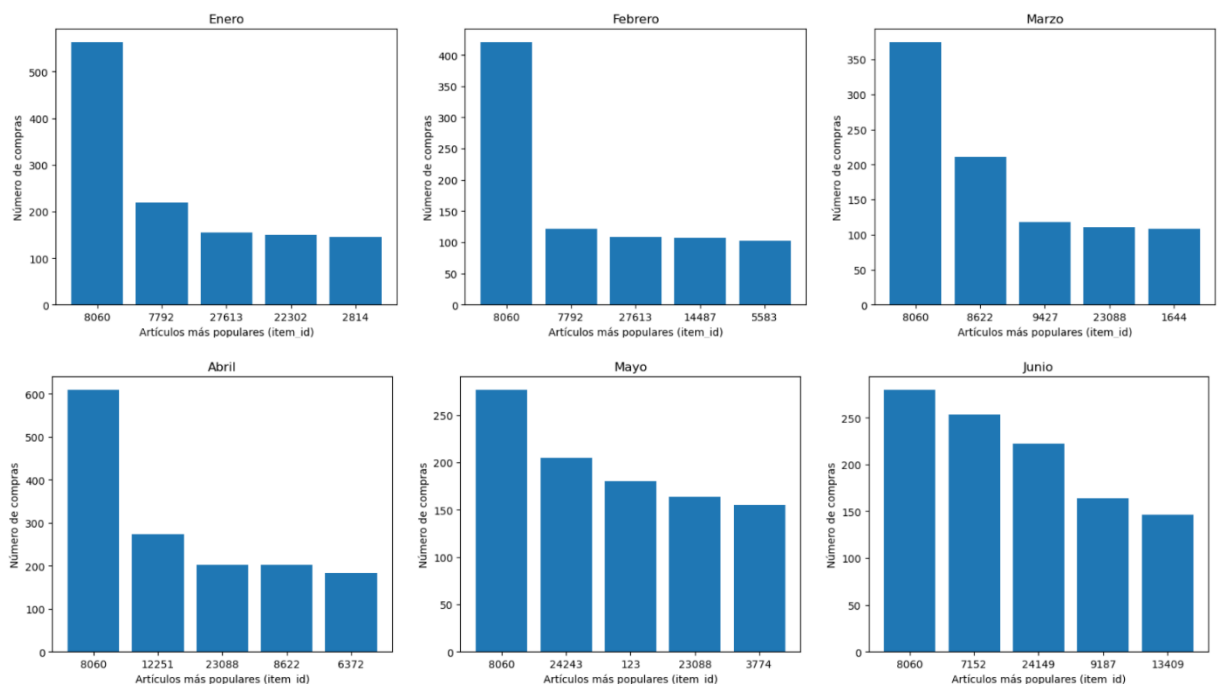 Enero
Número de compras
500
400
300
200
100
0
8060 7792 27613 22302 2814
Artículos más populares (item_id)
Febrero
Número de compras
400
350
300
250
200
150
100
50
0
8060 7792 27613 14487 5583
Artículos más populares (item_id)
Marzo
Número de compras
350
300
250
200
150
100
50
0
8060 8622 9427 23088 1644
Artículos más populares (item_id)
Abril
Número de compras
600
500
400
300
200
100
0
8060 12251 23088 8622 6372
Artículos más populares (item_id)
Mayo
Número de compras
250
200
150
100
50
0
8060 24243 123 23088 3774
Artículos más populares (item_id)
Junio
Número de compras
250
200
150
100
50
0
8060 7152 24149 9187 13409
Artículos más populares (item_id)